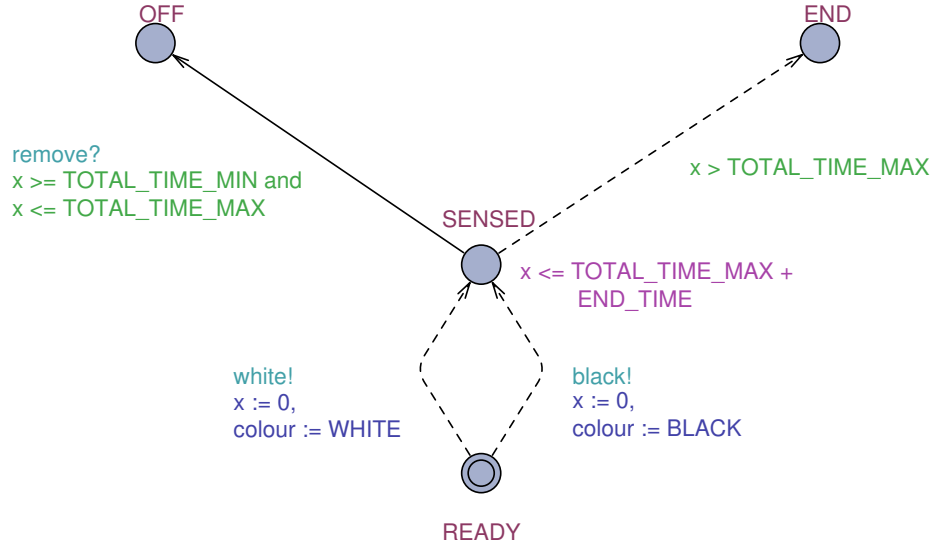 OFF
END
remove?
x >= TOTAL_TIME_MIN and
x <= TOTAL_TIME_MAX
x > TOTAL_TIME_MAX
SENSED
x <= TOTAL_TIME_MAX +
END_TIME
white!
x := 0,
colour := WHITE
black!
x := 0,
colour := BLACK
READY